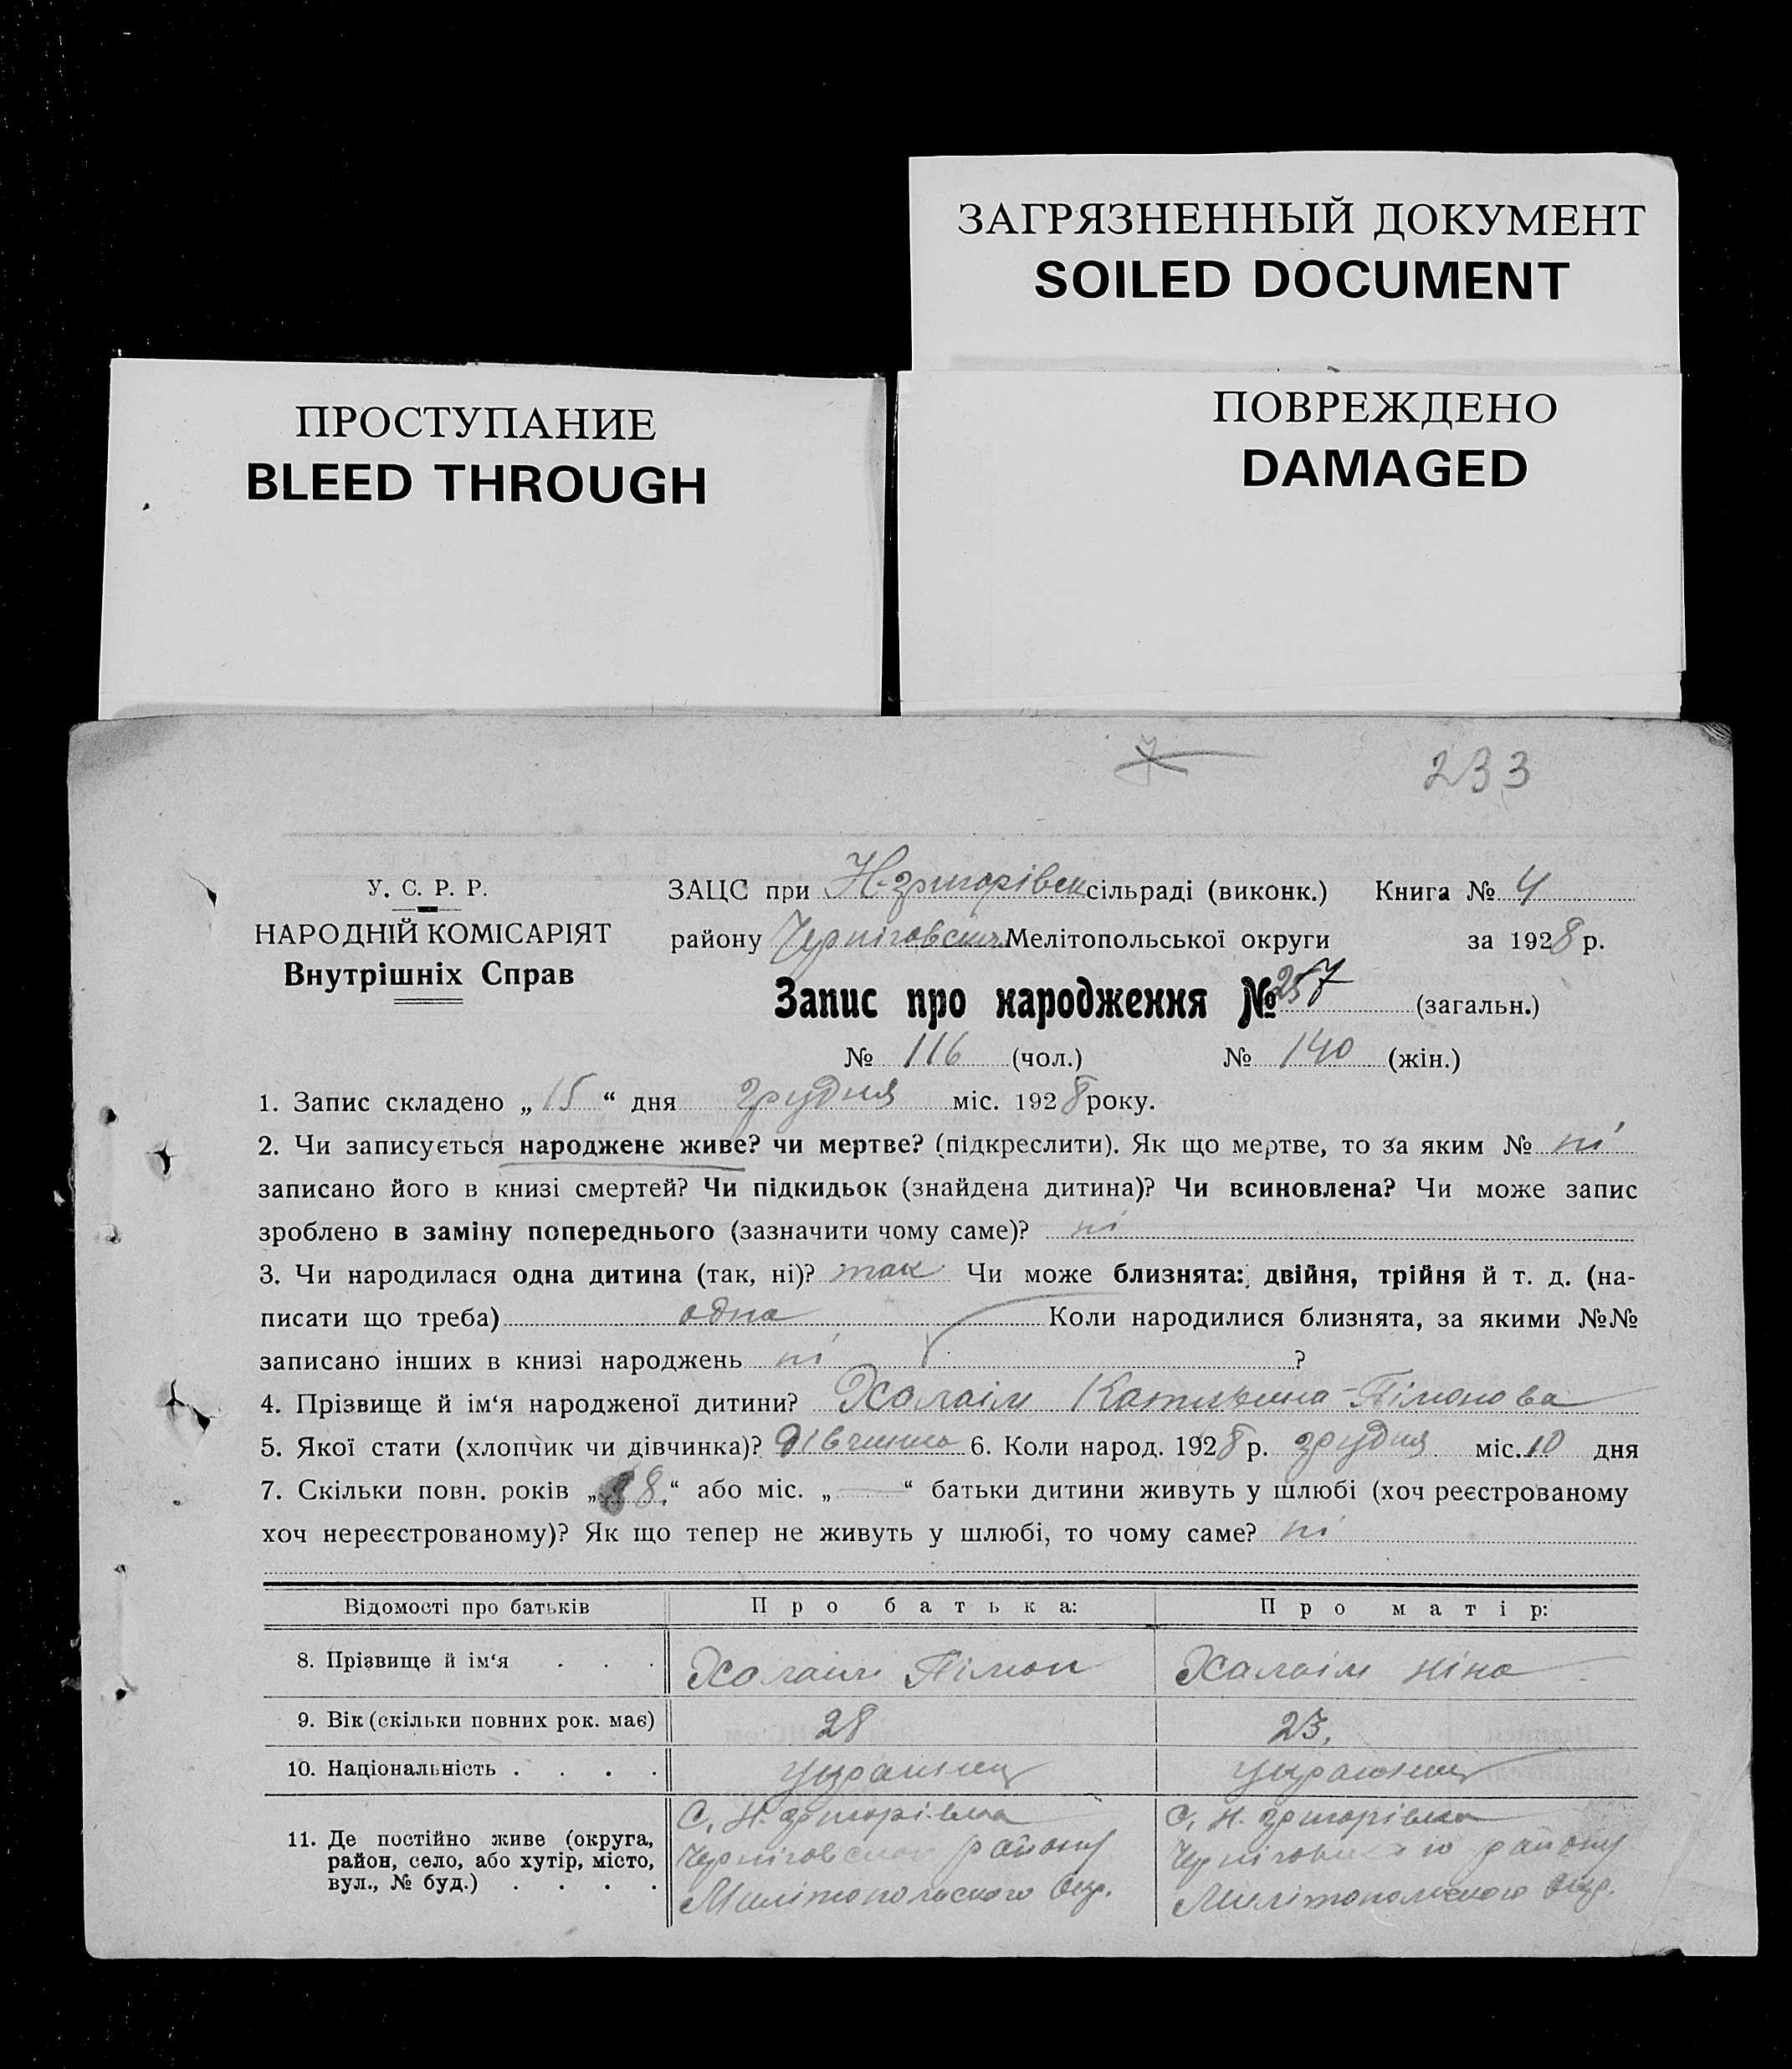 ЗАГРЯЗНЕННЫЙ ДОКУМЕНТ
SOILED DOCUMENT
ПРОСТУПАНИЕ
BLEED THROUGH
ПОВРЕЖДЕНО
DAMAGED
233
У. С. Р. Р.
НАРОДНІЙ КОМІСАРІЯТ
Внутрішніх Справ
ЗАЦС при Н-григорівск сільраді (виконк.) Книга № 4
району Мелітопольської округи за 1928 р.
Запис про народження № 257 (загальн.)
№ 116 (чол.) № 140 (жін.)
1. Запис складено „ 15 “ дня грудня міс. 1928 року.
2. Чи записується народжене живе? чи мертве? (підкреслити). Як що мертве, то за яким № ні
записано його в книзі смертей? Чи підкидьок (знайдена дитина)? Чи всиновлена? Чи може запис
зроблено в заміну попереднього (зазначити чому саме)? ні
3. Чи народилася одна дитина (так, ні)? так Чи може близнята: двійня, трійня й т. д. (на-
писати що треба) одна Коли народилися близнята, за якими №№
записано інших в книзі народжень ні ?
4. Прізвище й ім‘я народженої дитини? Халаім
5. Якої стати (хлопчик чи дівчинка)? 6. Коли народ. 1928 р. грудня міс. 10 дня
7. Скільки повн. років „ 8 “ або міс. „ — “ батьки дитини живуть у шлюбі (хоч реєстрованому
хоч нереєстрованому)? Як що тепер не живуть у шлюбі, то чому саме? ні
Відомості про батьків Про батька: Про матір:
8. Прізвище й ім‘я . . . Халаім Пімон Халаім Ніна
9. Вік (скільки повних рок. має) 28 23.
10. Національність . . . . українец
11. Де постійно живе (округа, район, село, або хутір, місто, вул., № буд.) . . . .
С. Н. григорівка
району
Милітопольского Окр.
С. Н. григорівка
району
Милітопольского Окр.